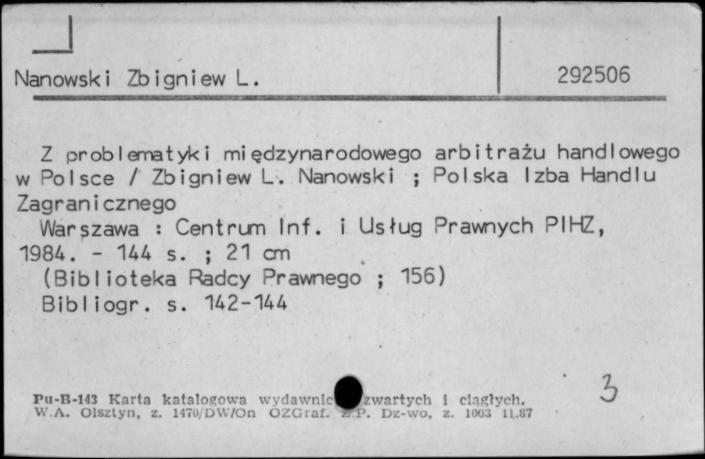 Nanowski Zbigniew L.
292506
Z problematyki międzynarodowego arbitrażu handlowego
w Polsce / Zbigniew L. Nanowski ; Polska Izba Handlu
Zagranicznego
Warszawa : Centrum Inf. i Usług Prawnych PIHZ,
1984. - 144 s. ; 21 cm
(Biblioteka Radcy Prawnego ; 156)
Bibliogr. s. 142-144
3
Pu-B-143 Karta katalogowa wydawnic zwartych i ciągłych.
W.A. Olsztyn, z. 1470/DW/On OZGraf. Z.P. Dz-wo, z. 1003 11.87